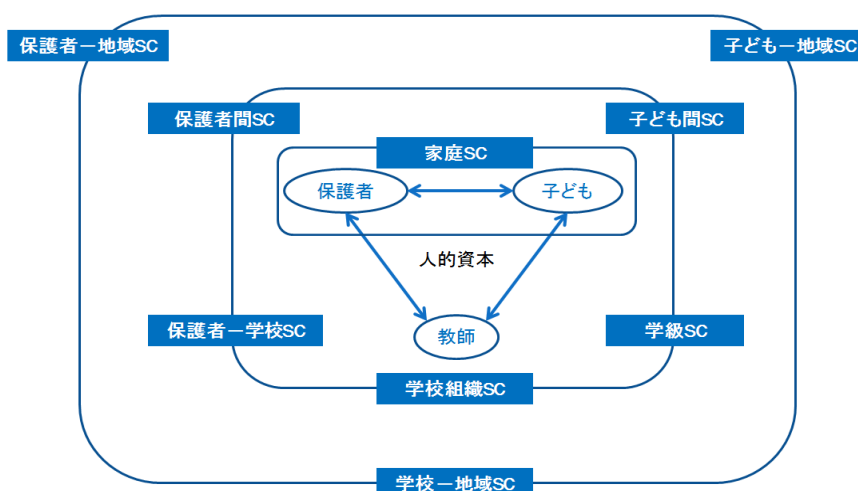 保護者－地域SC
子ども－地域SC
保護者間SC
子ども間SC
家庭SC
保護者
子ども
人的資本
保護者－学校SC
教師
学級SC
学校組織SC
学校－地域SC